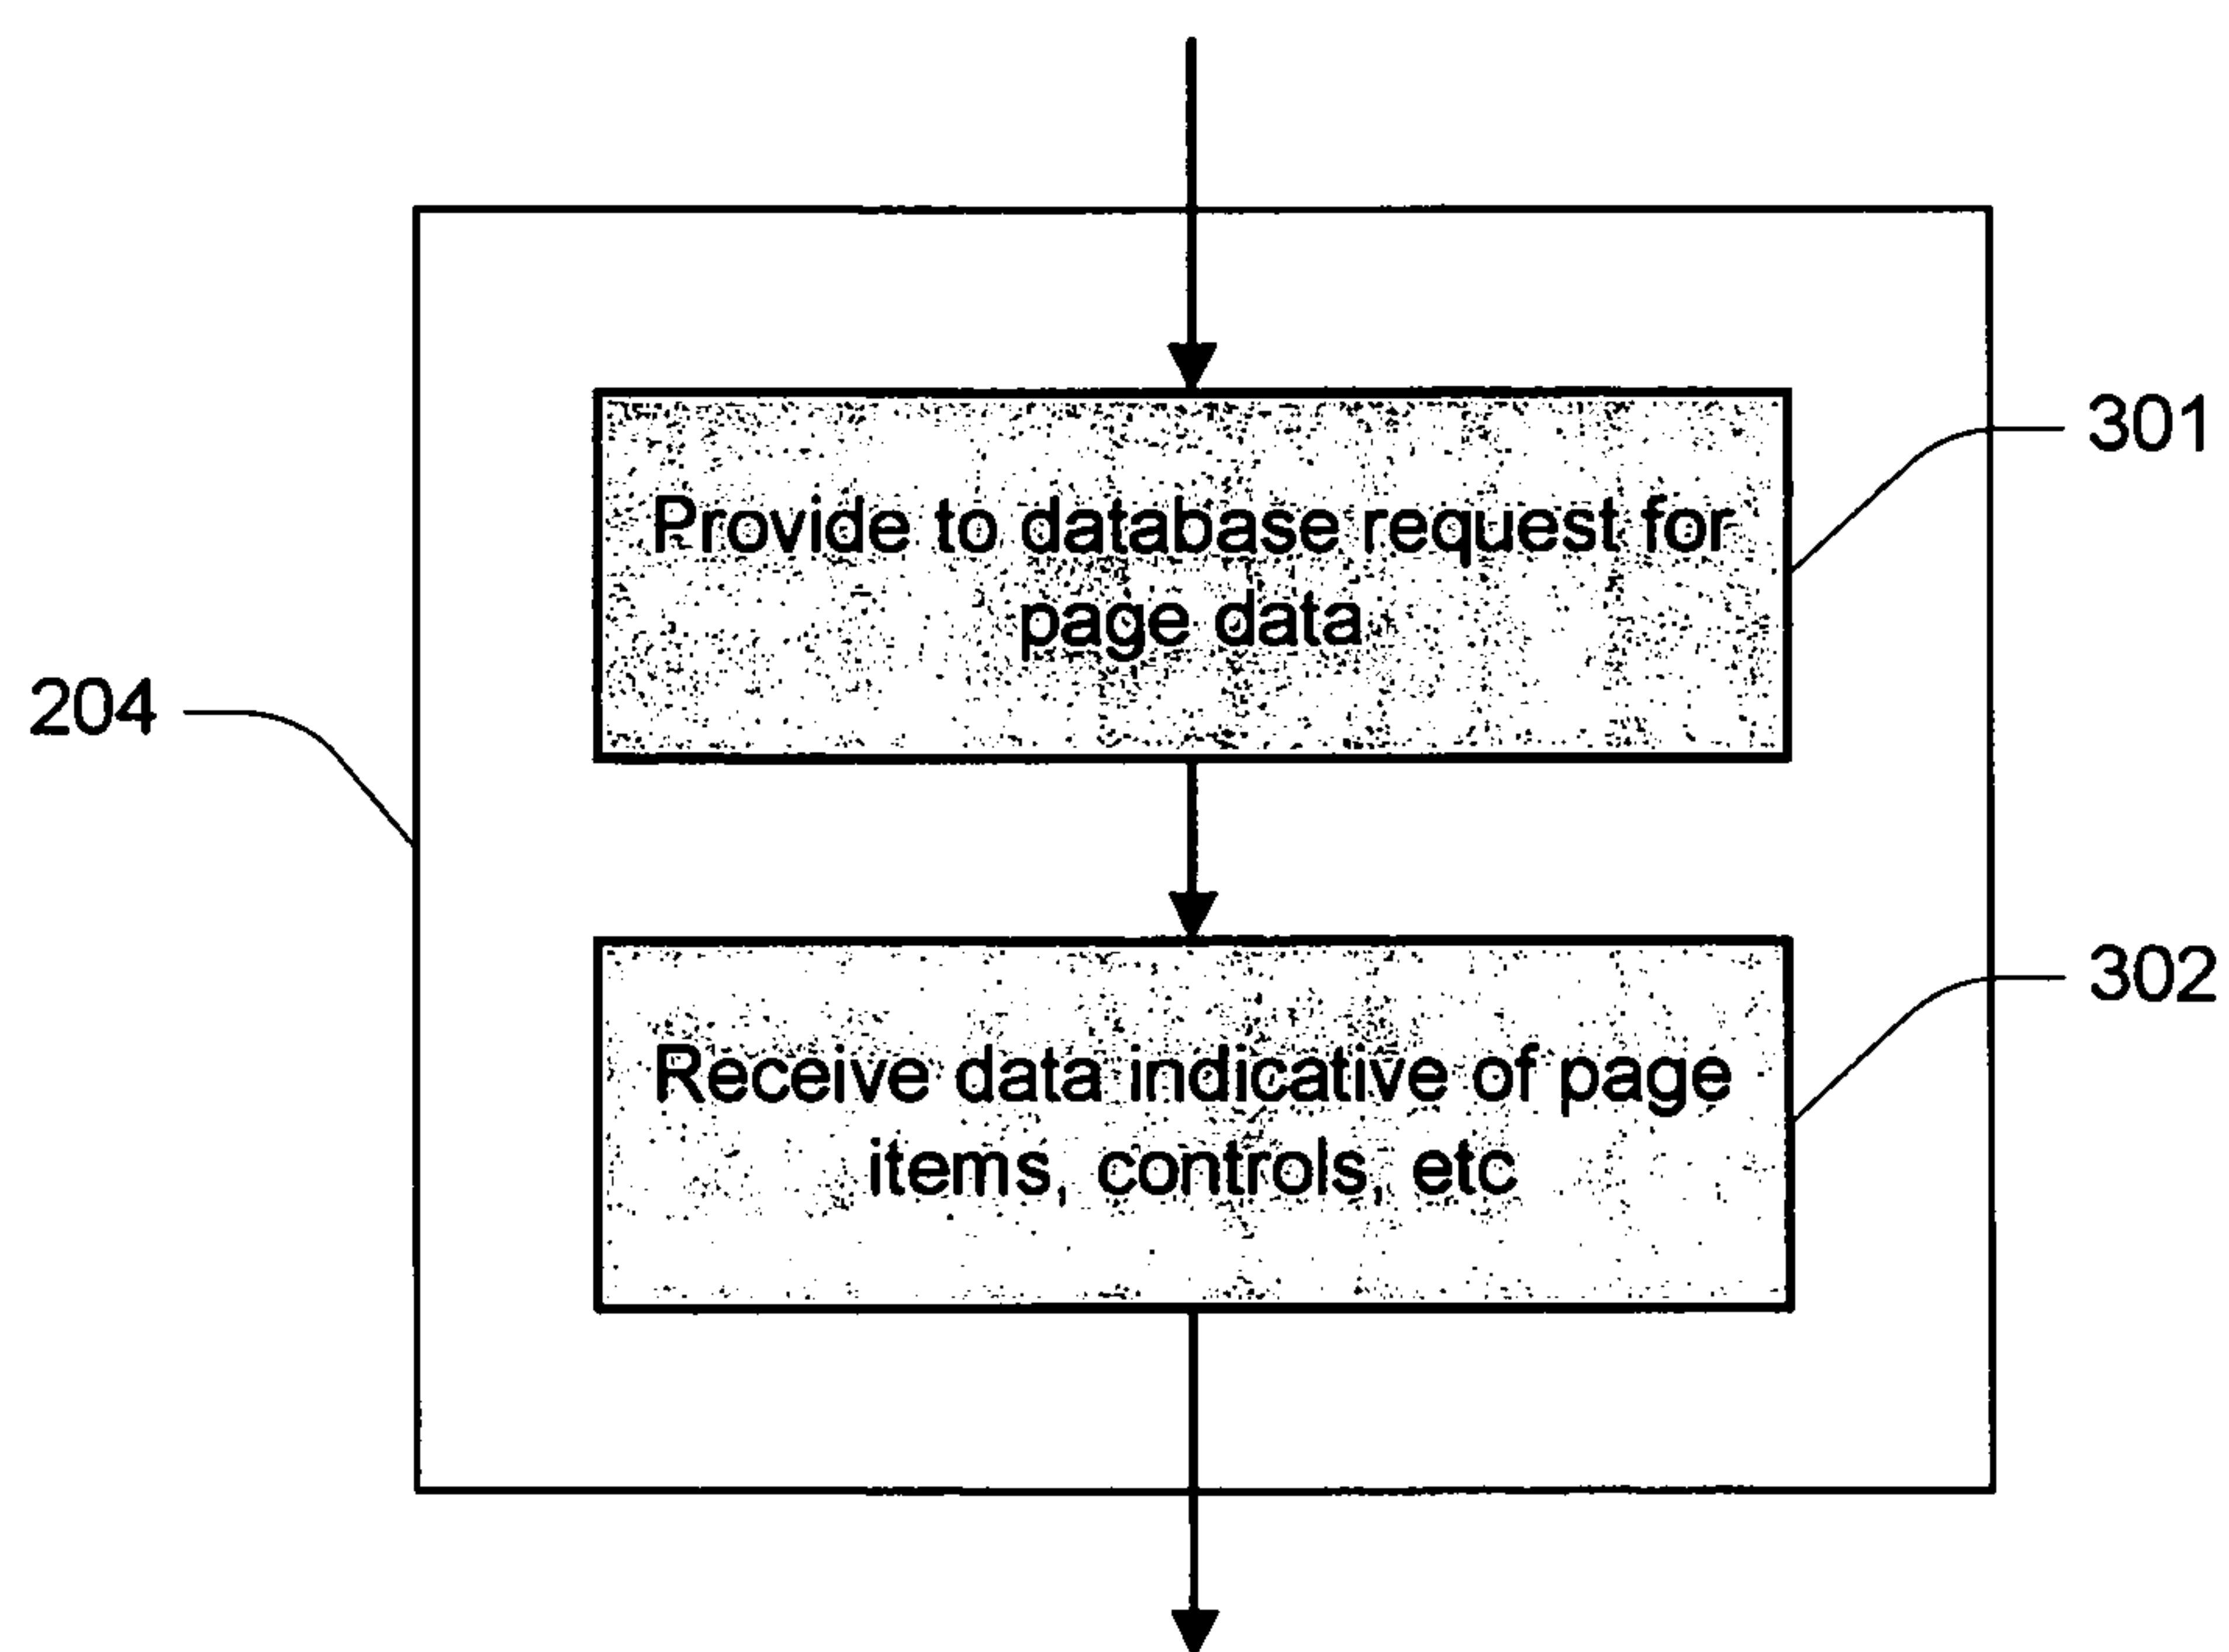 301
Provide to database request for
page data
204
302
Receive data indicative of page
items, controls, etc